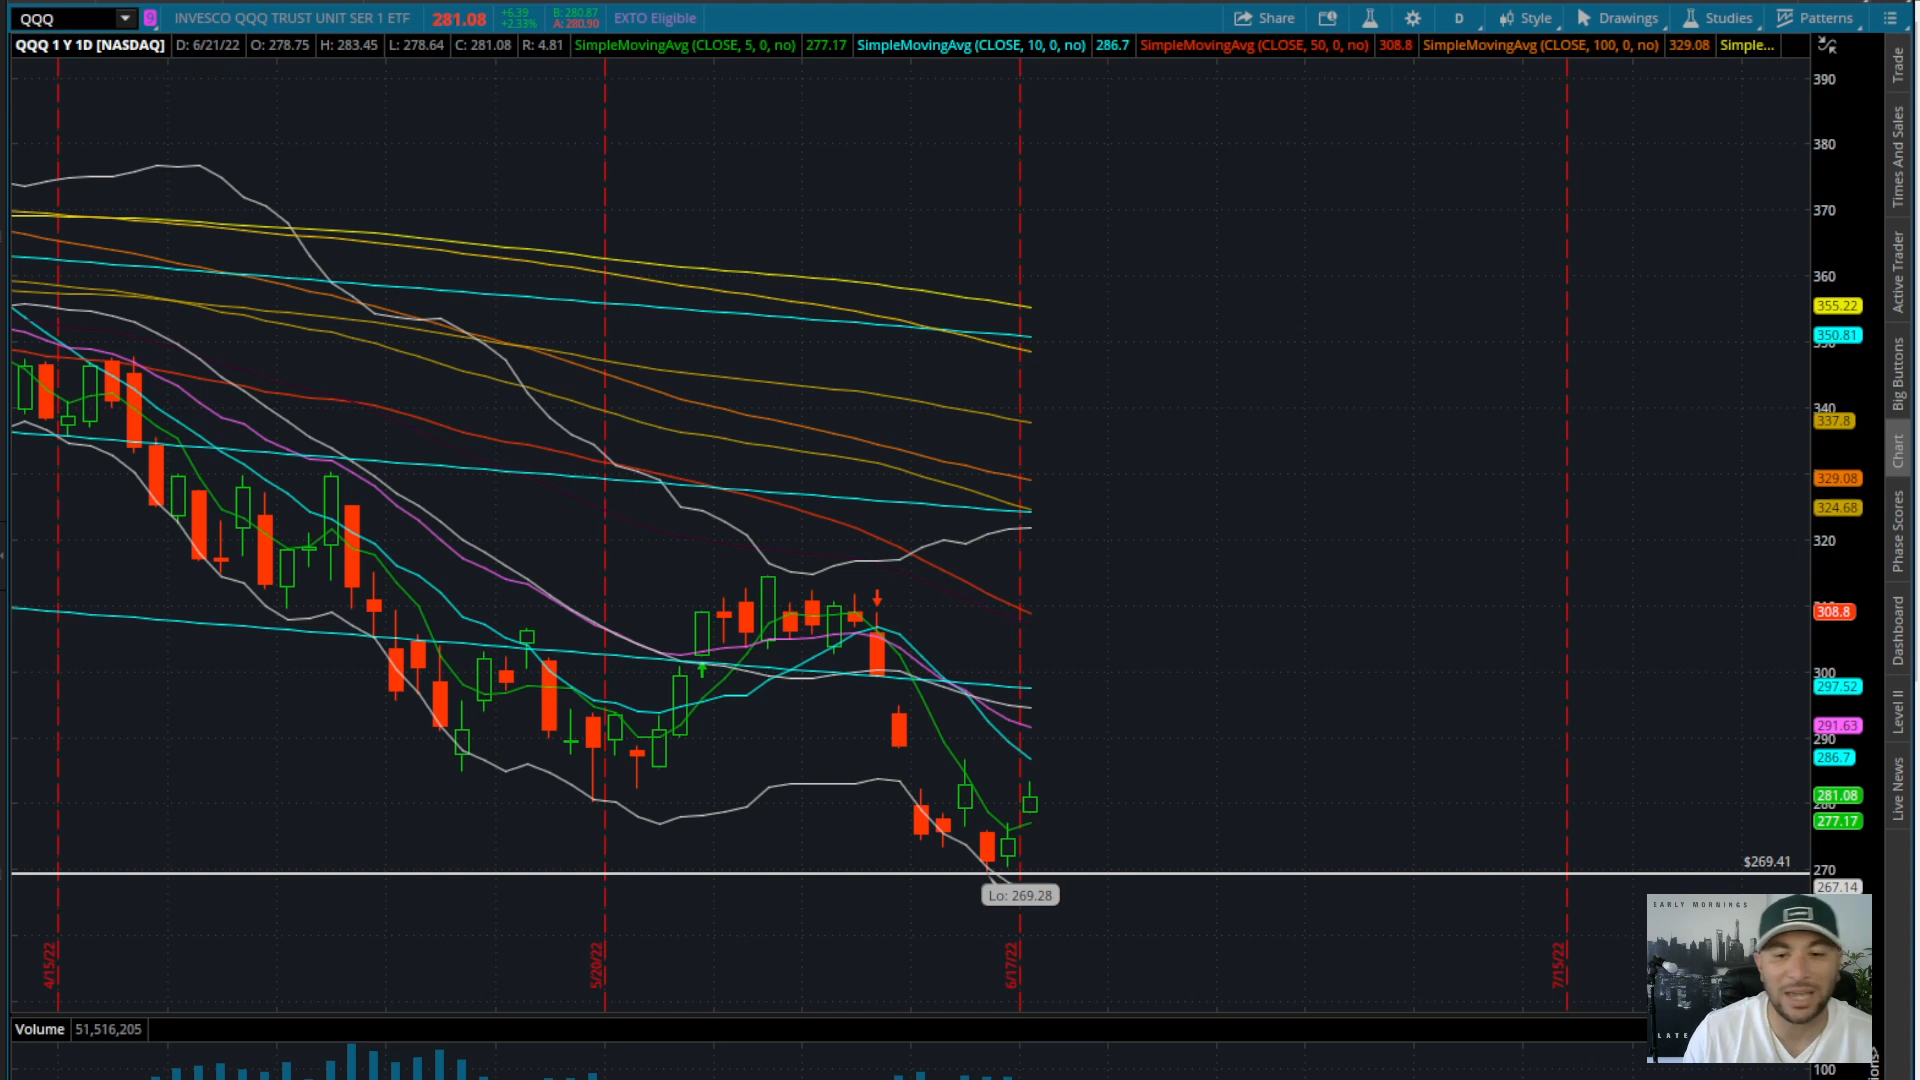 QQQ 9 INVESCO QQQ TRUST UNIT SER 1 ETF 281.08 +6.39 +2.33% B: 280.87 A: 280.90 EXTO Eligible Share D Style Drawings Studies Patterns
QQQ 1 Y 1D [NASDAQ] D: 6/21/22 O: 278.75 H: 283.45 L: 278.64 C: 281.08 R: 4.81 SimpleMovingAvg (CLOSE, 5, 0, no) 277.17 SimpleMovingAvg (CLOSE, 10, 0, no) 286.7 SimpleMovingAvg (CLOSE, 50, 0, no) 308.8 SimpleMovingAvg (CLOSE, 100, 0, no) 329.08 Simple...
390
380
370
360
355.22
350.81
340
337.8
329.08
324.68
320
308.8
300
297.52
291.63
290
286.7
281.08
277.17
$269.41
270
267.14
Lo: 269.28
4/15/22
5/20/22
6/17/22
7/15/22
Trade
Times And Sales
Active Trader
Big Buttons
Chart
Phase Scores
Dashboard
Level II
Live News
EARLY MORNINGS
LATE
Volume 51,516,205
100